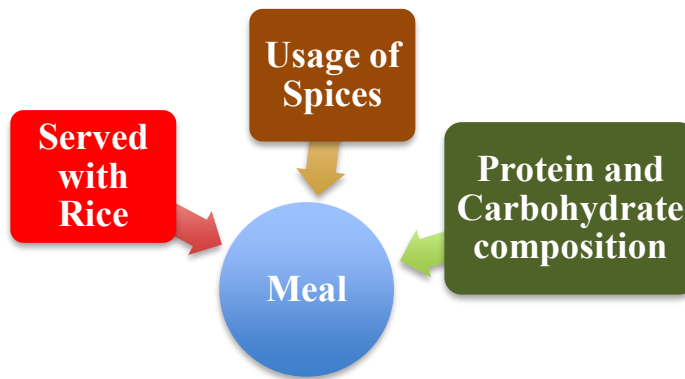 Usage of
Spices
Served
with
Rice
Protein and
Carbohydrate
composition
Meal